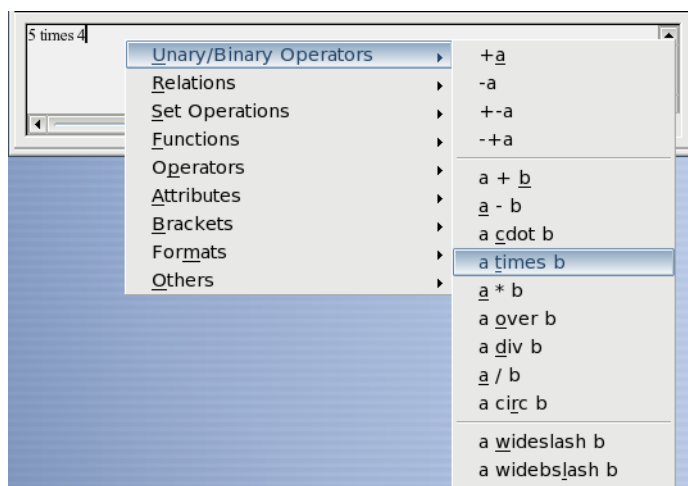 5 times 4
Unary/Binary Operators
Relations
Set Operations
Functions
Operators
Attributes
Brackets
Formats
Others
+a
-a
+-a
-+a
a + b
a - b
a cdot b
a times b
a * b
a over b
a div b
a / b
a circ b
a wideslash b
a widebslash b